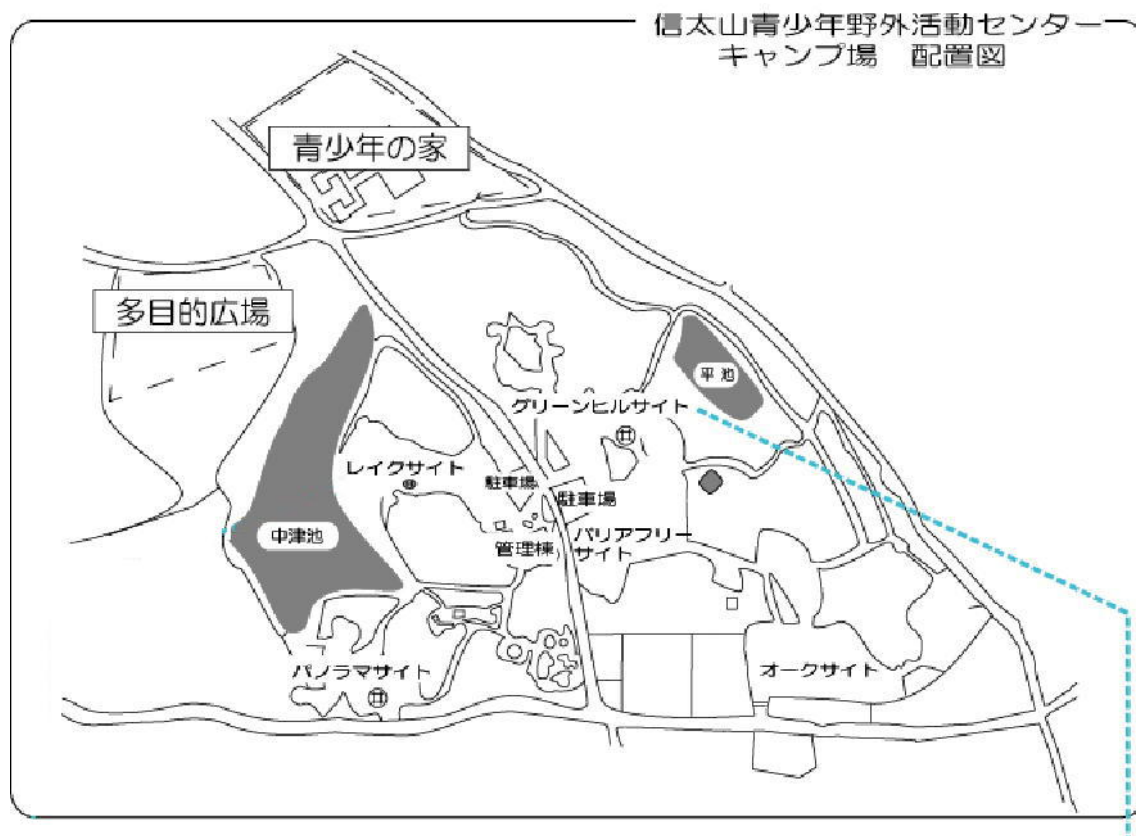 信太山青少年野外活動センター
キャンプ場 配置図
青少年の家
多目的広場
平池
グリーンヒルサイト
レイクサイト
駐車場
駐車場
中津池
管理棟
バリアフリー
サイト
パノラマサイト
オークサイト